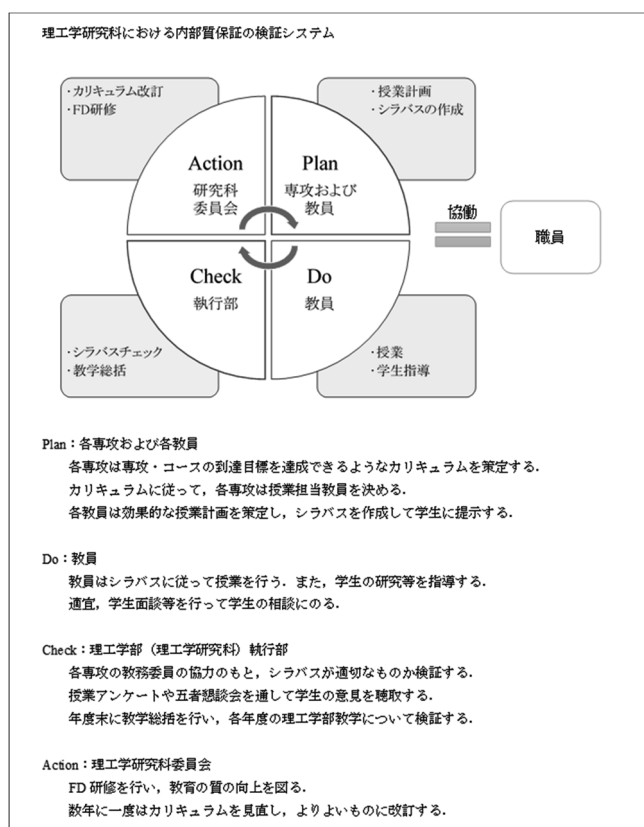 理工学研究科における内部質保証の検証システム
・カリキュラム改訂
・FD研修
・授業計画
・シラバスの作成
Action
研究科
委員会
Plan
専攻および
教員
協働
職員
Check
執行部
Do
教員
・シラバスチェック
・教学総括
・授業
・学生指導
Plan：各専攻および各教員
各専攻は専攻・コースの到達目標を達成できるようなカリキュラムを策定する．
カリキュラムに従って，各専攻は授業担当教員を決める．
各教員は効果的な授業計画を策定し，シラバスを作成して学生に提示する．
Do：教員
教員はシラバスに従って授業を行う．また，学生の研究等を指導する．
適宜，学生面談等を行って学生の相談にのる．
Check：理工学部（理工学研究科）執行部
各専攻の教務委員の協力のもと，シラバスが適切なものか検証する．
授業アンケートや五者懇談会を通して学生の意見を聴取する．
年度末に教学総括を行い，各年度の理工学部教学について検証する．
Action：理工学研究科委員会
FD 研修を行い，教育の質の向上を図る．
数年に一度はカリキュラムを見直し，よりよいものに改訂する．